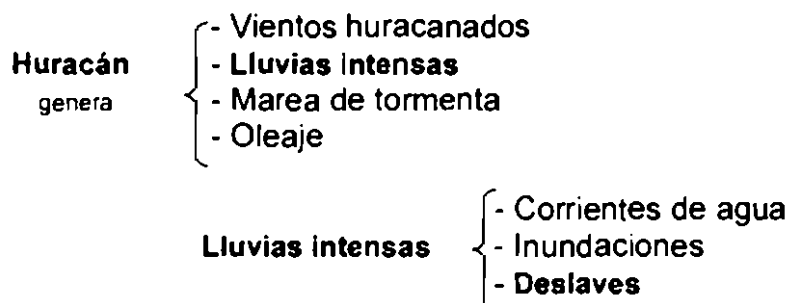 - Vientos huracanados
Huracán - Lluvias intensas
genera - Marea de tormenta
- Oleaje
- Corrientes de agua
Lluvias intensas - Inundaciones
- Deslaves